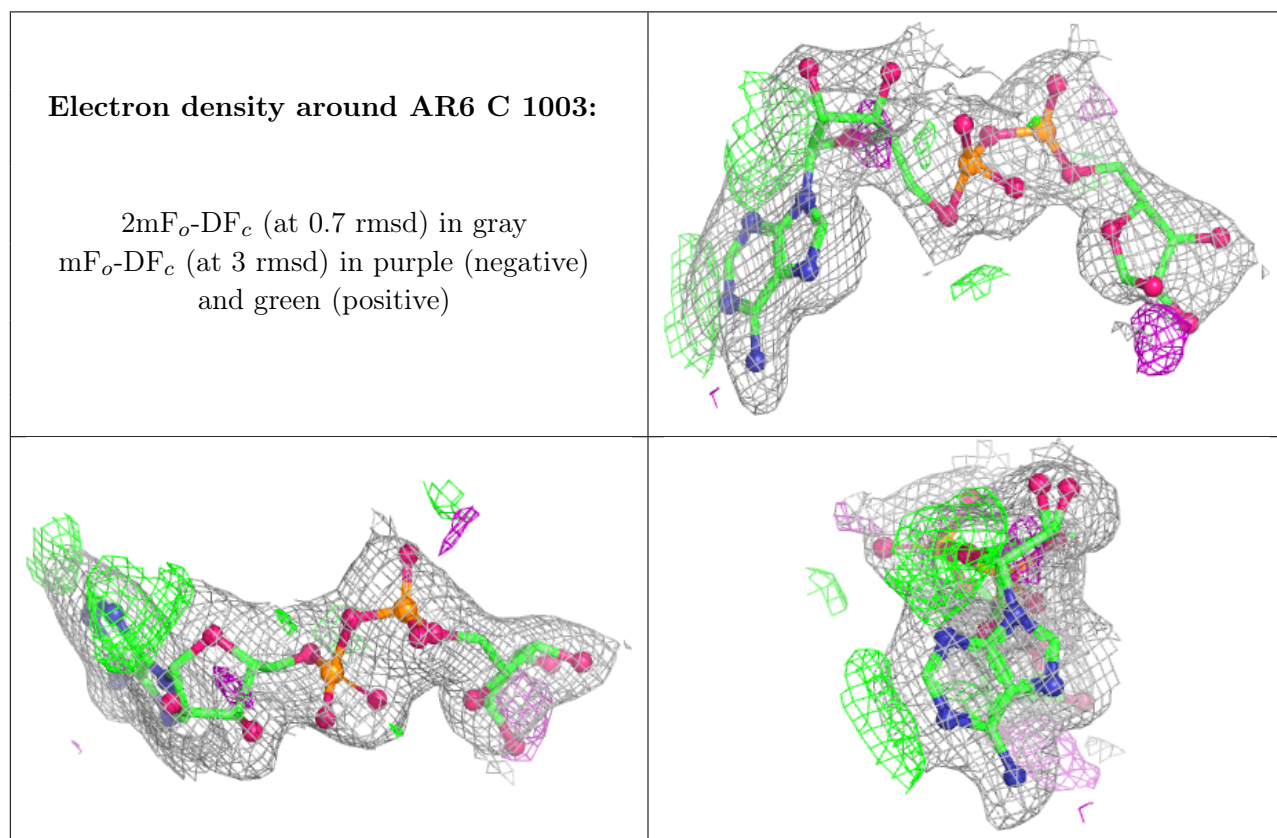 Electron density around AR6 C 1003:
2mFo-DFc (at 0.7 rmsd) in gray
mFo-DFc (at 3 rmsd) in purple (negative)
and green (positive)